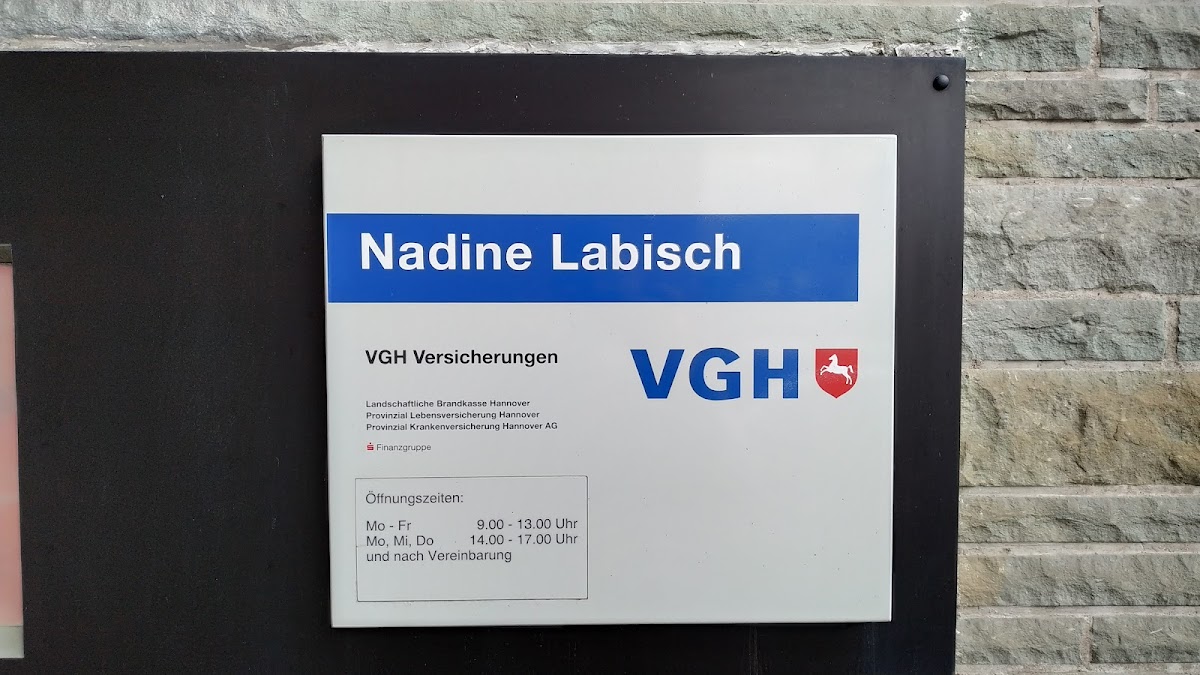 Nadine Labisch
VGH Versicherungen
VGH
Landschaftliche Brandkasse Hannover
Provinzial Lebensversicherung Hannover
Provinzial Krankenversicherung Hannover AG
Finanzgruppe
Öffnungszeiten:
Mo - Fr 9.00 - 13.00 Uhr
Mo, Mi, Do 14.00 - 17.00 Uhr
und nach Vereinbarung